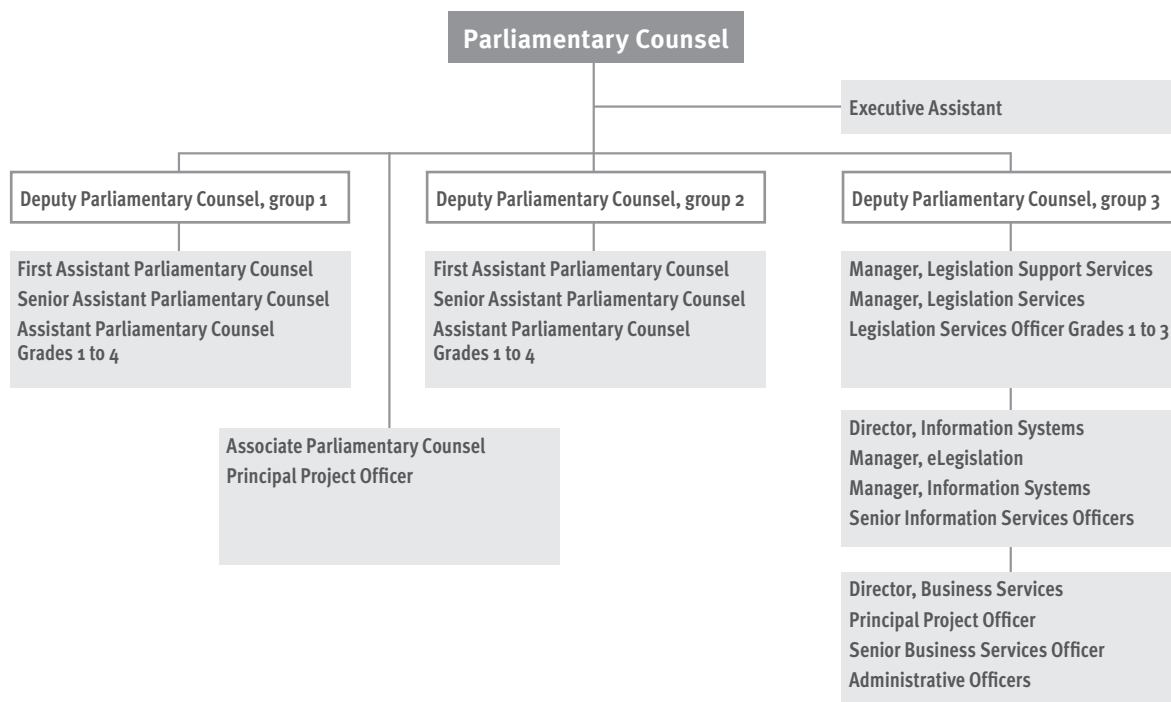 Parliamentary Counsel
Executive Assistant
Deputy Parliamentary Counsel, group 1
First Assistant Parliamentary Counsel
Senior Assistant Parliamentary Counsel
Assistant Parliamentary Counsel
Grades 1 to 4
Associate Parliamentary Counsel
Principal Project Officer
Deputy Parliamentary Counsel, group 2
First Assistant Parliamentary Counsel
Senior Assistant Parliamentary Counsel
Assistant Parliamentary Counsel
Grades 1 to 4
Deputy Parliamentary Counsel, group 3
Manager, Legislation Support Services
Manager, Legislation Services
Legislation Services Officer Grades 1 to 3
Director, Information Systems
Manager, eLegislation
Manager, Information Systems
Senior Information Services Officers
Director, Business Services
Principal Project Officer
Senior Business Services Officer
Administrative Officers